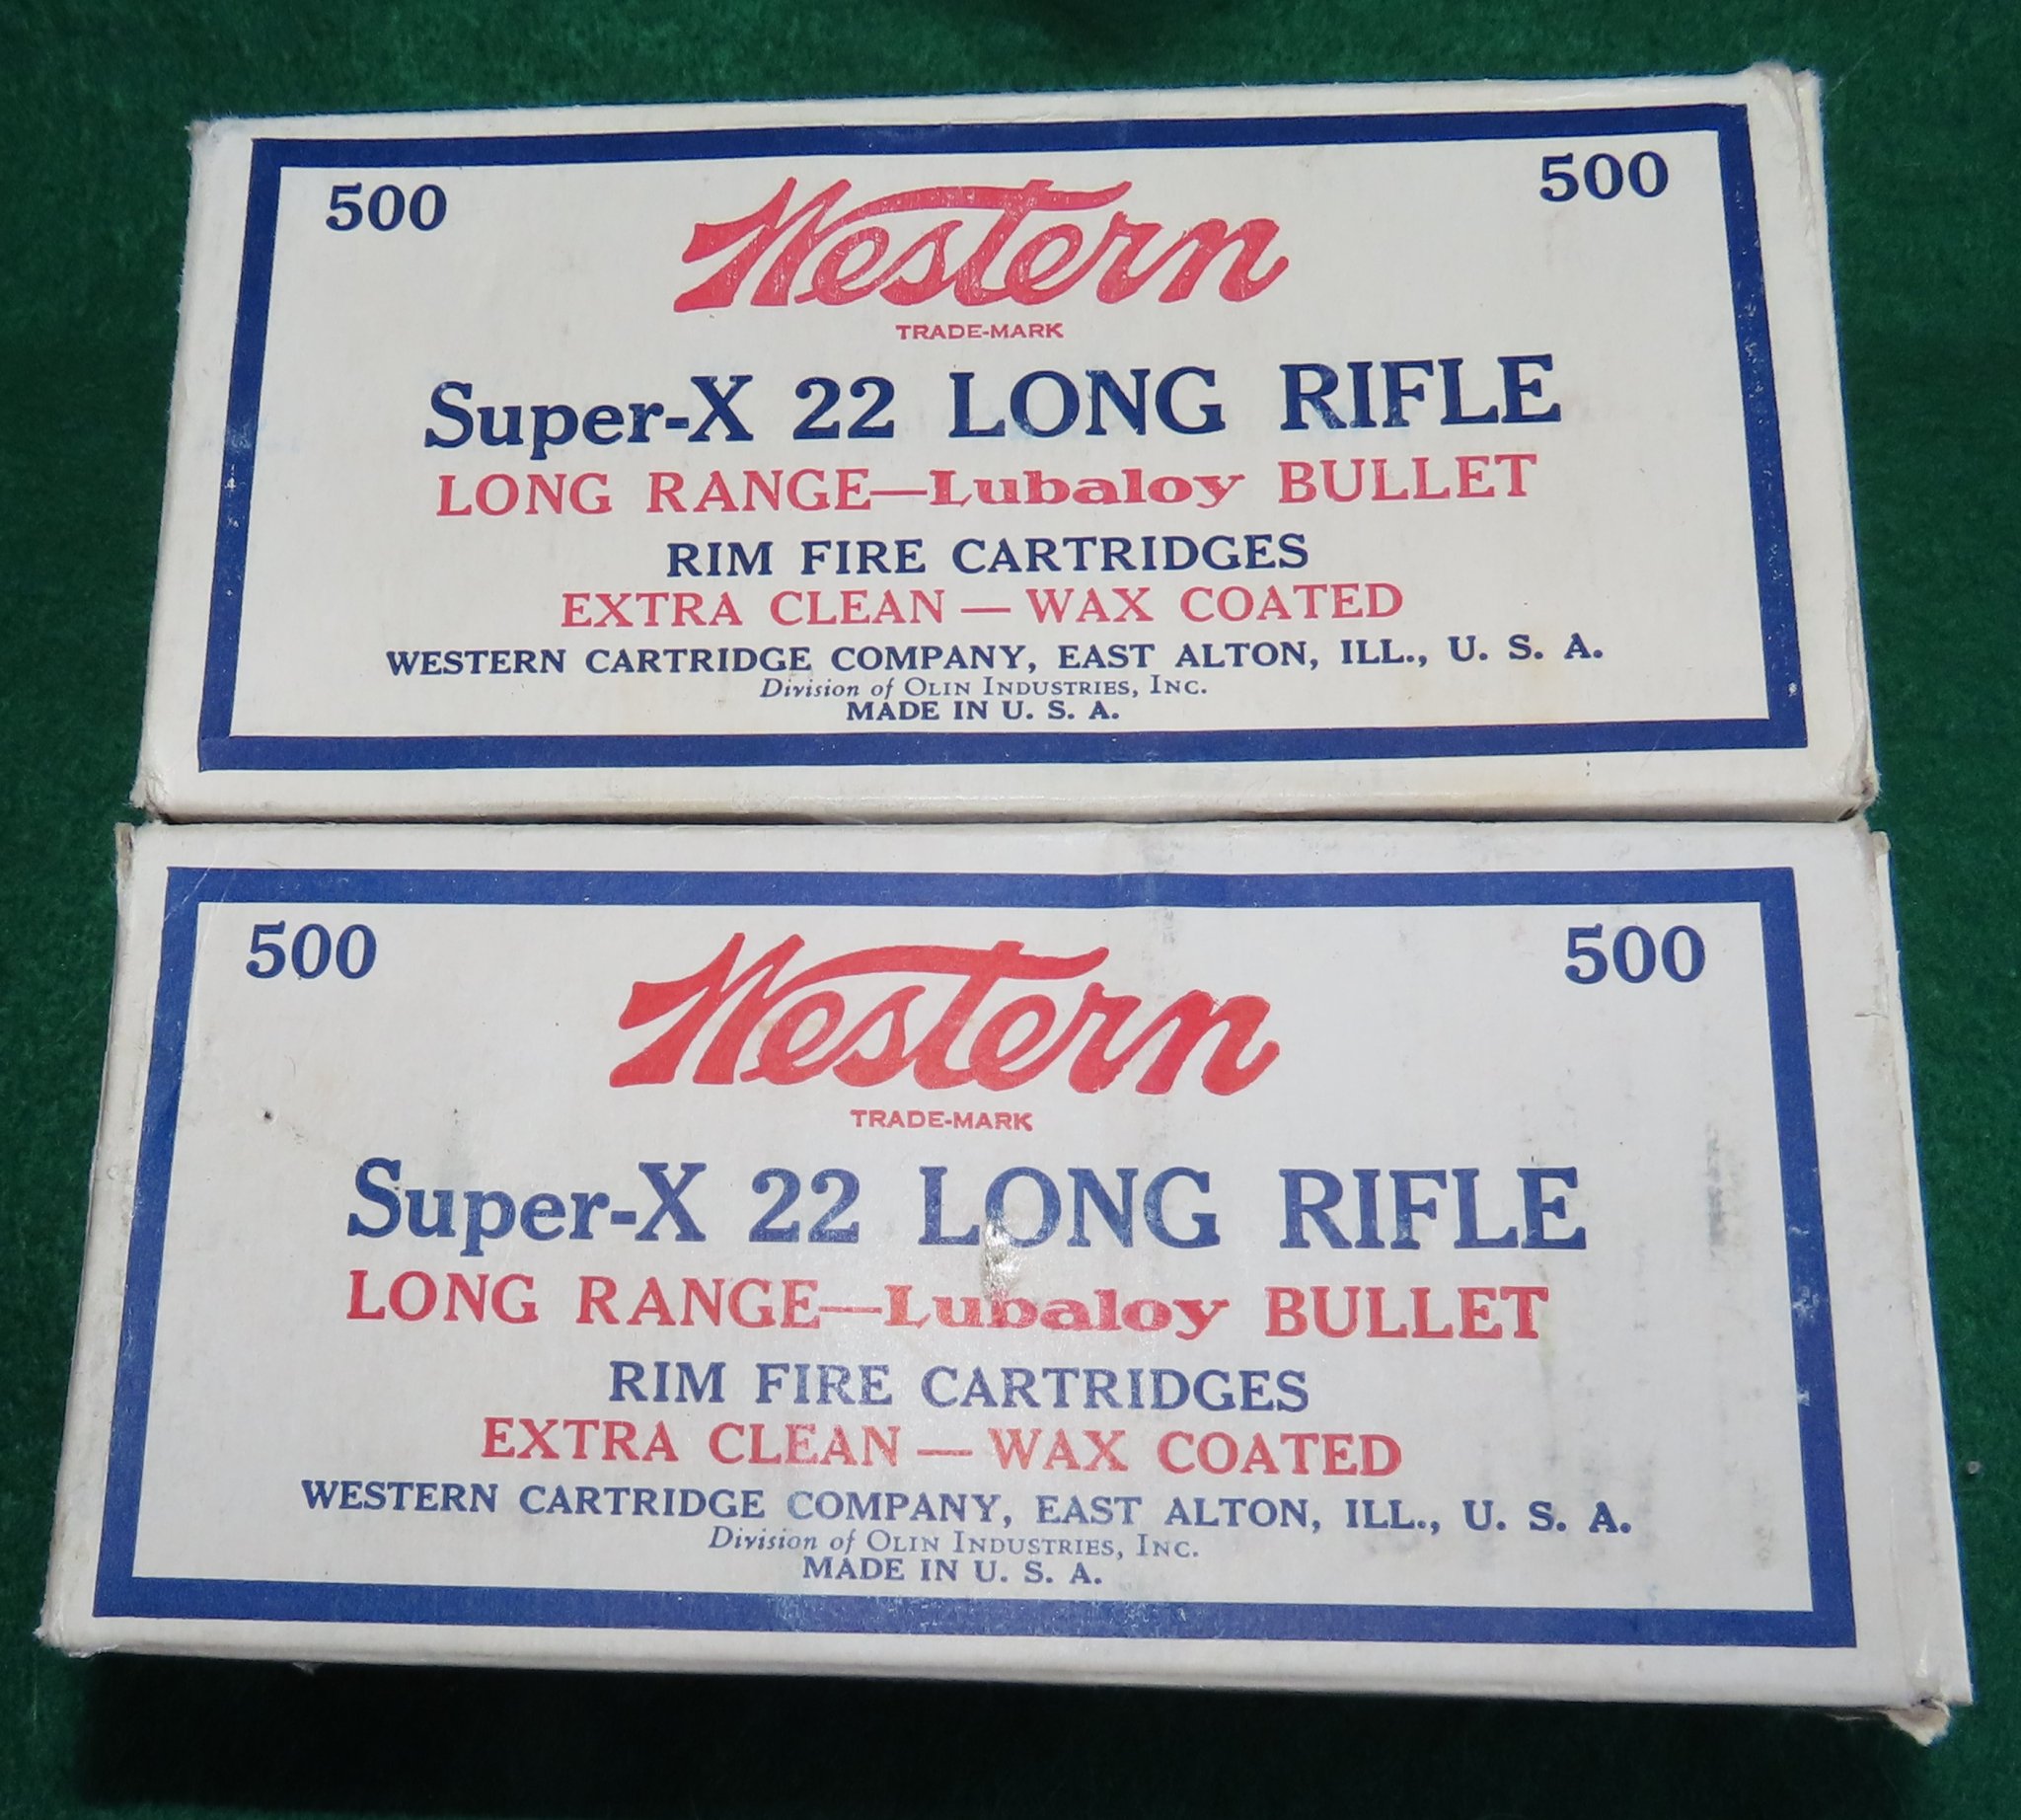 500 Western 500
TRADE-MARK
Super-X 22 LONG RIFLE
LONG RANGE—Lubaloy BULLET
RIM FIRE CARTRIDGES
EXTRA CLEAN — WAX COATED
WESTERN CARTRIDGE COMPANY, EAST ALTON, ILL., U. S. A.
Division of OLIN INDUSTRIES, INC.
MADE IN U. S. A.
500 Western 500
TRADE-MARK
Super-X 22 LONG RIFLE
LONG RANGE—Lubaloy BULLET
RIM FIRE CARTRIDGES
EXTRA CLEAN — WAX COATED
WESTERN CARTRIDGE COMPANY, EAST ALTON, ILL., U. S. A.
Division of OLIN INDUSTRIES, INC.
MADE IN U. S. A.